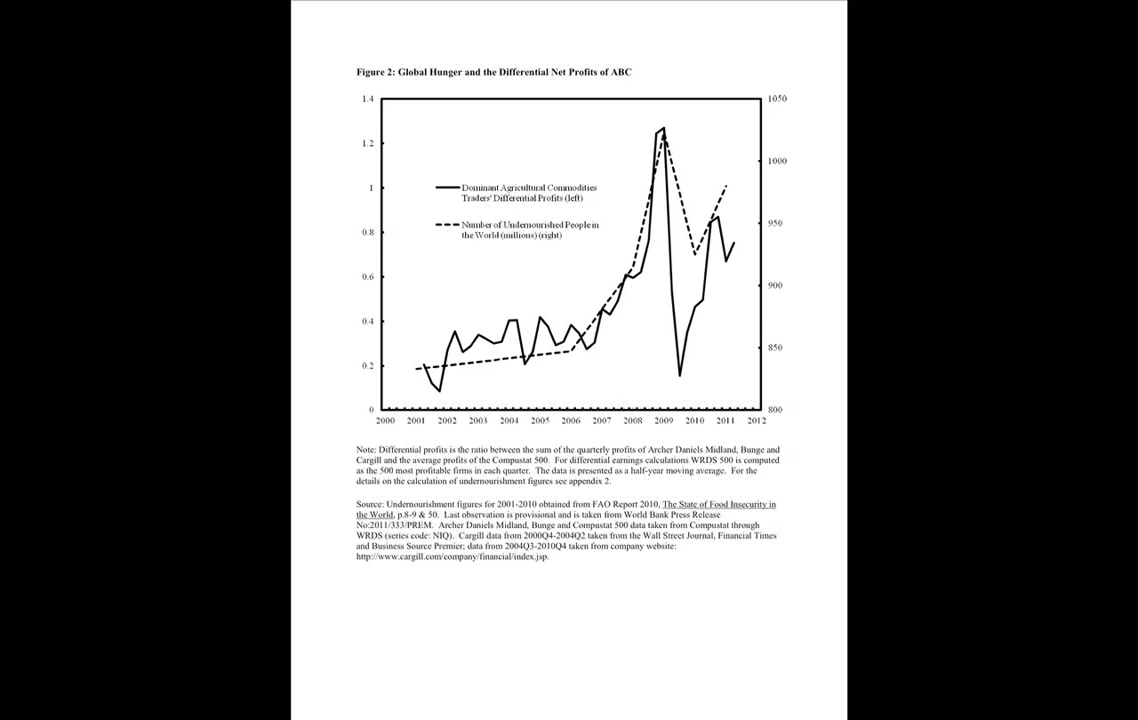 Figure 2: Global Hunger and the Differential Net Profits of ABC
1.4
1.2
1
0.8
0.6
0.4
0.2
0
1050
1000
950
900
850
800
Dominant Agricultural Commodities
Traders' Differential Profits (left)
Number of Undernourished People in
the World (millions) (right)
2000 2001 2002 2003 2004 2005 2006 2007 2008 2009 2010 2011 2012
Note: Differential profits is the ratio between the sum of the quarterly profits of Archer Daniels Midland, Bunge and
Cargill and the average profits of the Compustat 500. For differential earnings calculations WRDS 500 is computed
as the 500 most profitable firms in each quarter. The data is presented as a half-year moving average. For the
details on the calculation of undernourishment figures see appendix 2.
Source: Undernourishment figures for 2001-2010 obtained from FAO Report 2010, The State of Food Insecurity in
the World, p.8-9 & 50. Last observation is provisional and is taken from World Bank Press Release
No:2011/333/PREM. Archer Daniels Midland, Bunge and Compustat 500 data taken from Compustat through
WRDS (series code: NIQ). Cargill data from 2000Q4-2004Q2 taken from the Wall Street Journal, Financial Times
and Business Source Premier; data from 2004Q3-2010Q4 taken from company website:
http://www.cargill.com/company/financial/index.jsp.